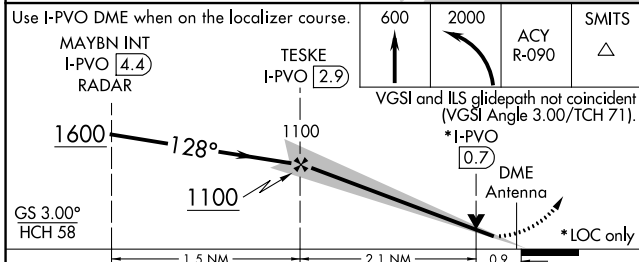 Use I-PVO DME when on the localizer course.
600
2000
ACY
R-090
SMITS
MAYBN INT
I-PVO 4.4
RADAR
TESKE
I-PVO 2.9
VGSI and ILS glidepath not coincident
(VGSI Angle 3.00/TCH 71).
*I-PVO
0.7
DME
Antenna
1600
128°
1100
1100
GS 3.00°
HCH 58
*LOC only
1.5 NM
2.1 NM
0.9